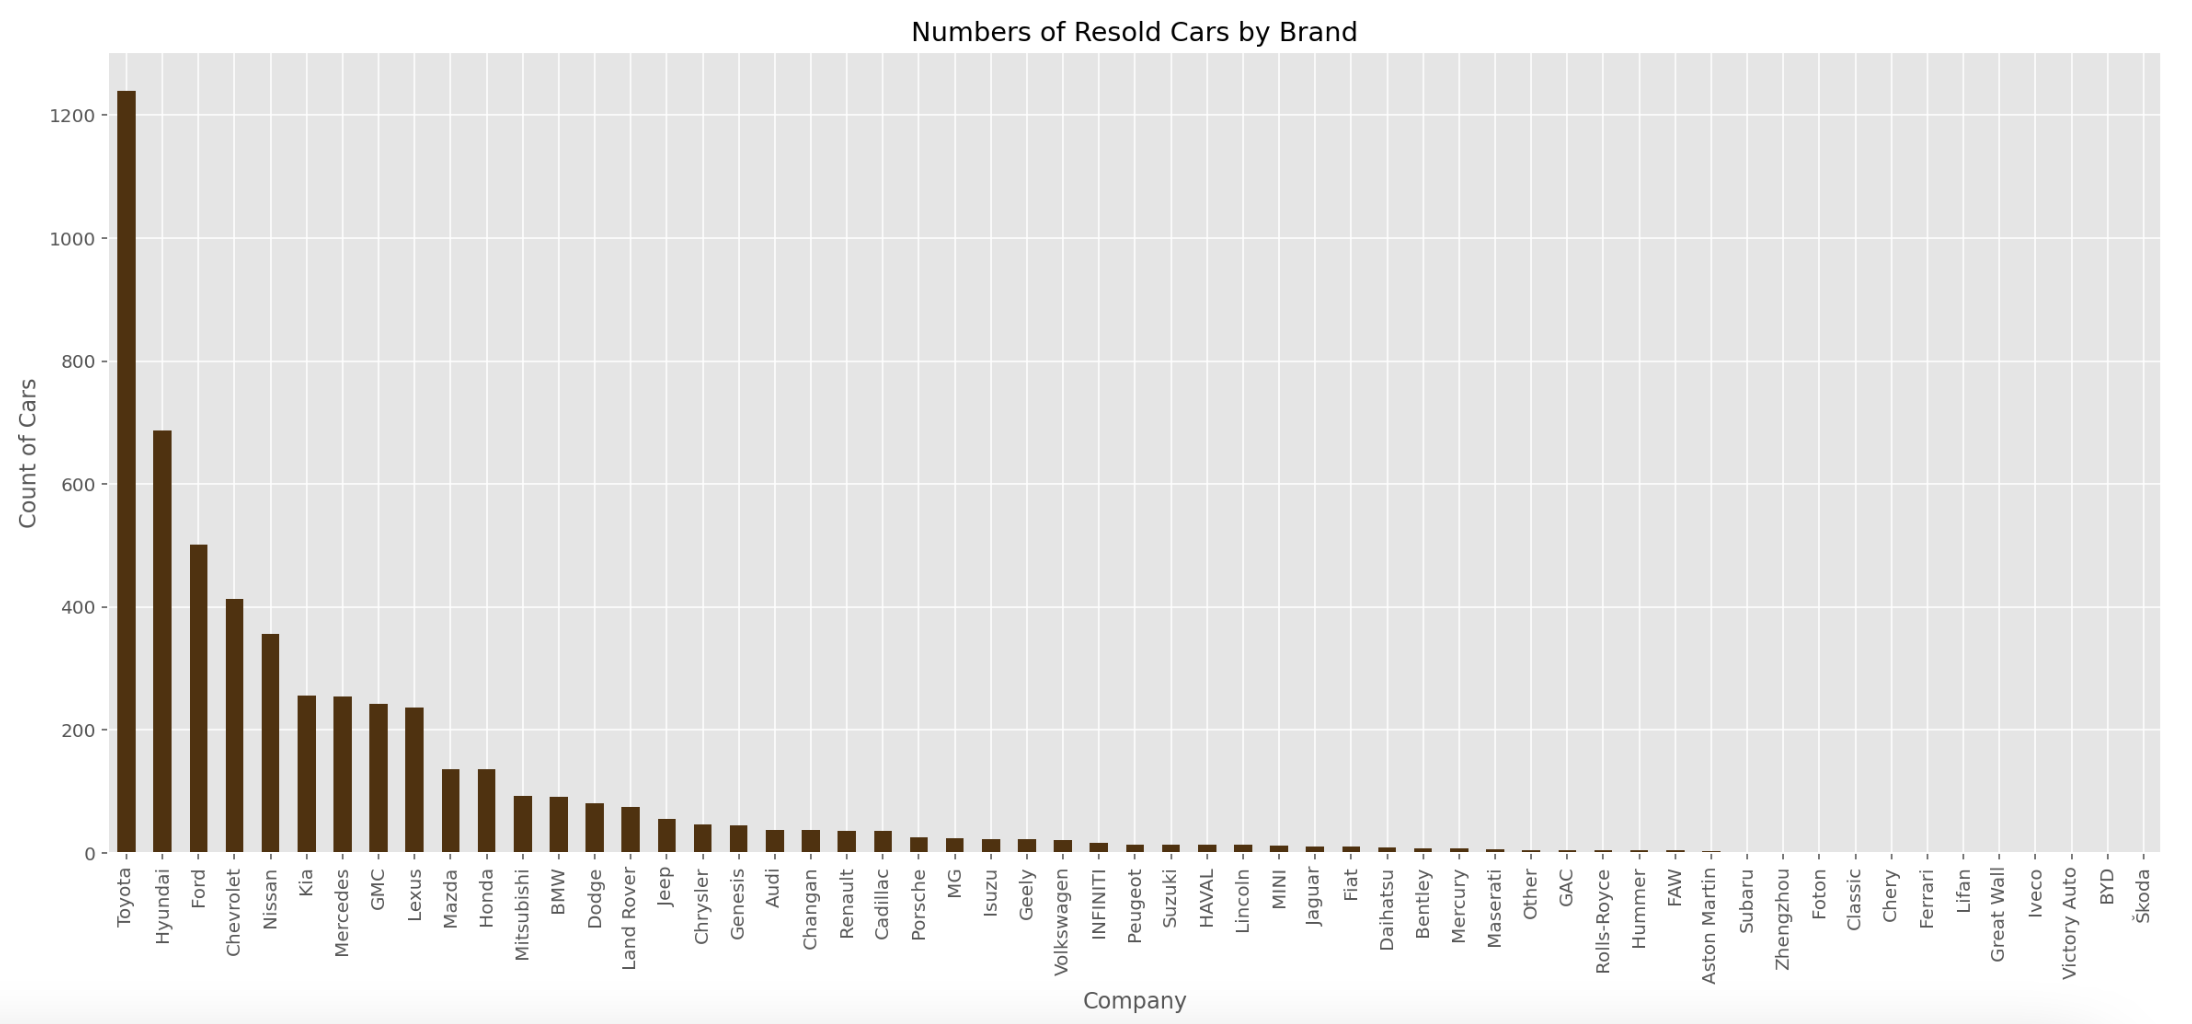 Numbers of Resold Cars by Brand
Count of Cars
1200
1000
800
600
400
200
0
Toyota
Hyundai
Ford
Chevrolet
Nissan
Kia
Mercedes
GMC
Lexus
Mazda
Honda
Mitsubishi
BMW
Dodge
Land Rover
Jeep
Chrysler
Genesis
Audi
Changan
Renault
Cadillac
Porsche
MG
Isuzu
Geely
Volkswagen
INFINITI
Peugeot
Suzuki
HAVAL
Lincoln
MINI
Jaguar
Fiat
Daihatsu
Bentley
Mercury
Maserati
Other
GAC
Rolls-Royce
Hummer
FAW
Aston Martin
Subaru
Zhengzhou
Foton
Classic
Chery
Ferrari
Lifan
Great Wall
Iveco
Victory Auto
BYD
Škoda
Company